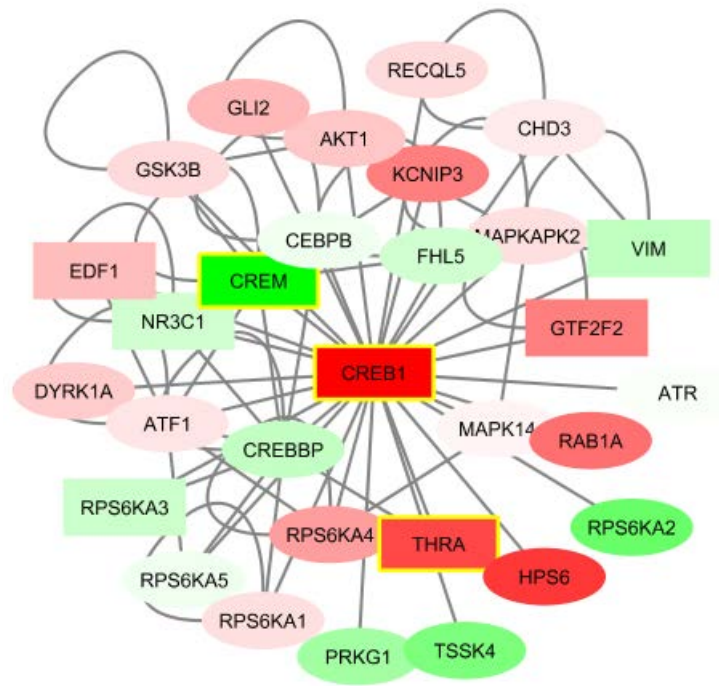 RECQL5
GLI2
AKT1
CHD3
GSK3B
KCNIP3
CEBPB
MAPKAPK2
FHL5
VIM
EDF1
CREM
NR3C1
GTF2F2
CREB1
DYRK1A
ATR
ATF1
MAPK14
RAB1A
CREBBP
RPS6KA3
RPS6KA4
THRA
RPS6KA2
RPS6KA5
HPS6
RPS6KA1
PRKG1
TSSK4